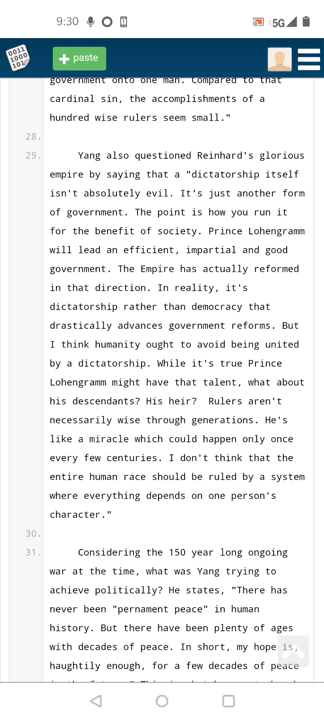 9:30
5G
0011
1000
101
paste
government onto one man. Compared to that
cardinal sin, the accomplishments of a
hundred wise rulers seem small."
28.
29. Yang also questioned Reinhard's glorious
empire by saying that a "dictatorship itself
isn't absolutely evil. It's just another form
of government. The point is how you run it
for the benefit of society. Prince Lohengramm
will lead an efficient, impartial and good
government. The Empire has actually reformed
in that direction. In reality, it's
dictatorship rather than democracy that
drastically advances government reforms. But
I think humanity ought to avoid being united
by a dictatorship. While it's true Prince
Lohengramm might have that talent, what about
his descendants? His heir?  Rulers aren't
necessarily wise through generations. He's
like a miracle which could happen only once
every few centuries. I don't think that the
entire human race should be ruled by a system
where everything depends on one person's
character."
30.
31. Considering the 150 year long ongoing
war at the time, what was Yang trying to
achieve politically? He states, "There has
never been "pernament peace" in human
history. But there have been plenty of ages
with decades of peace. In short, my hope is,
haughtily enough, for a few decades of peace